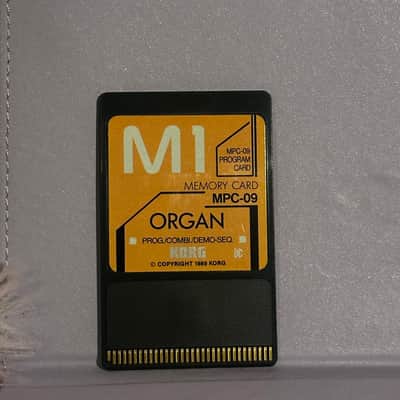 M1
MPC-09
PROGRAM
CARD
MEMORY CARD
MPC-09
ORGAN
PROG./COMBI./DEMO-SEQ.
KORG
© COPYRIGHT 1989 KORG